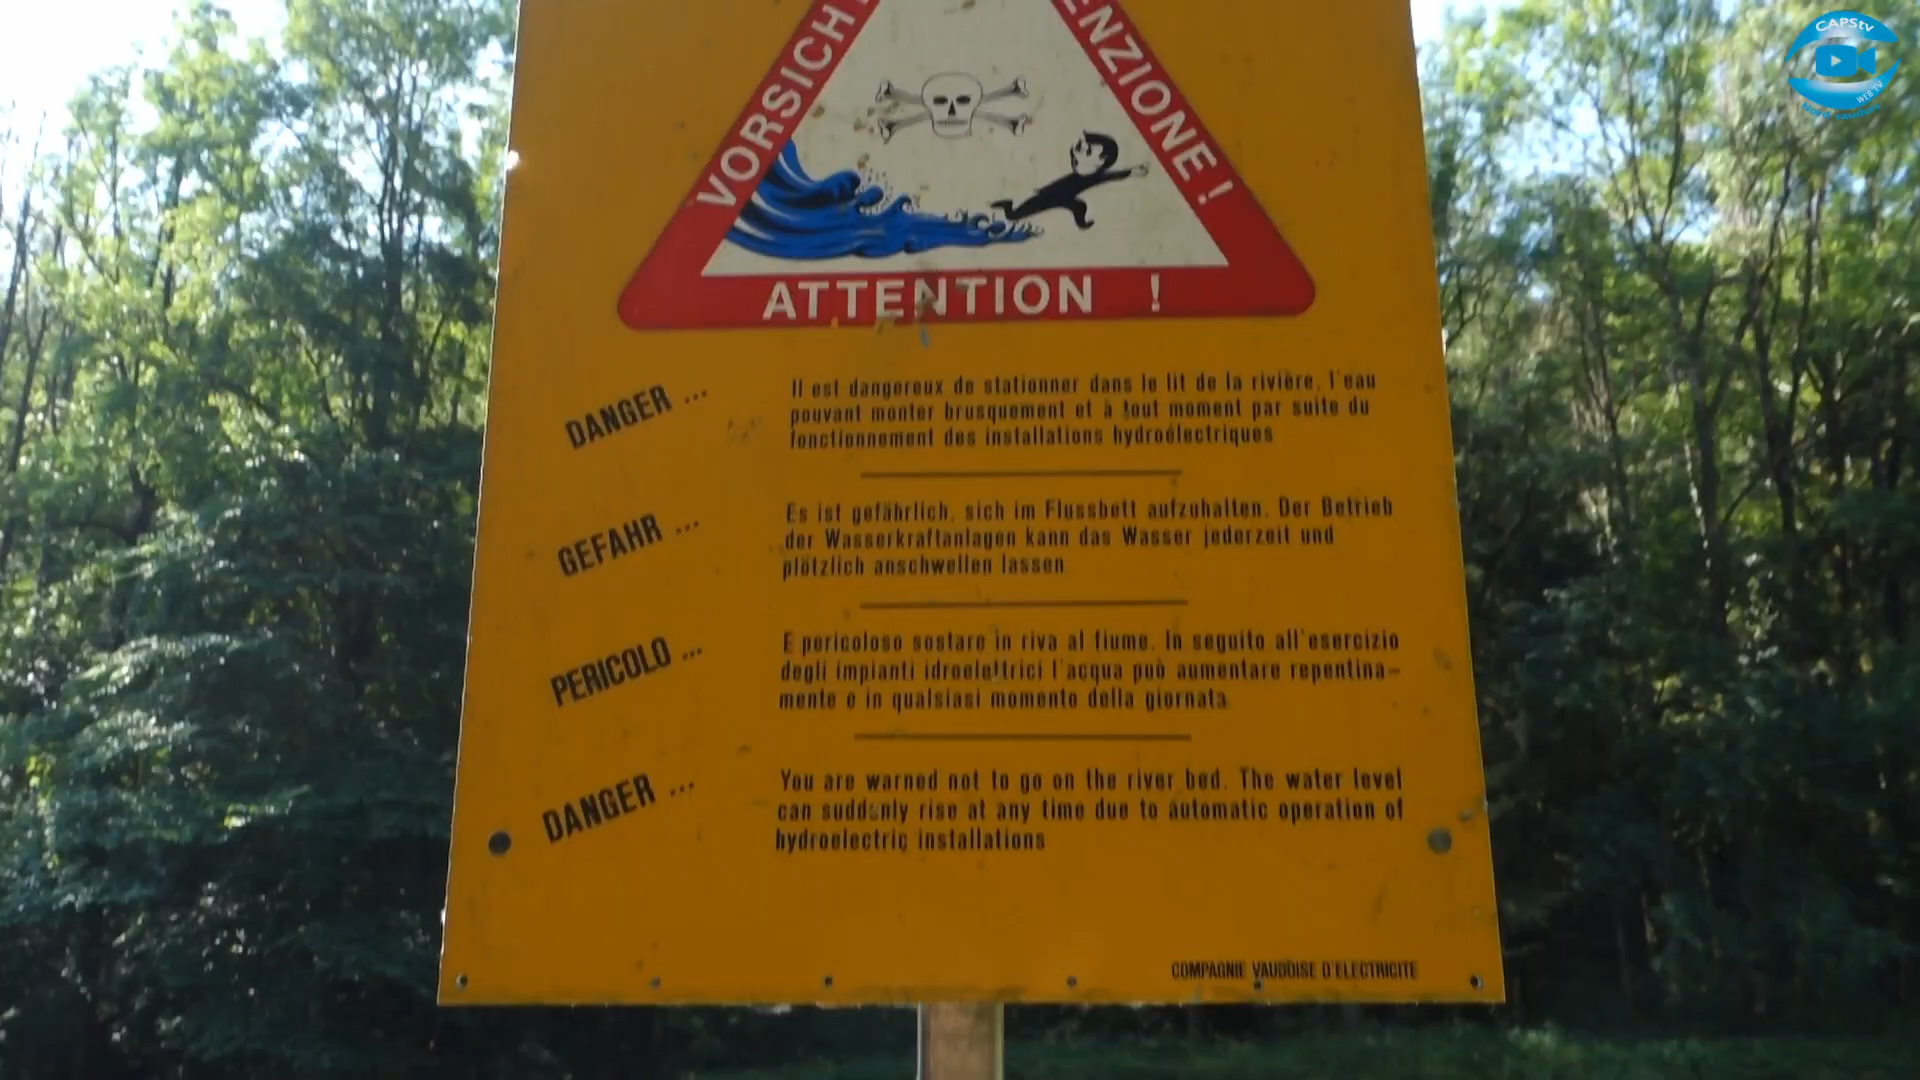 CAPStv
WEB TV
VORSICHT
ENZIONE !
ATTENTION !
DANGER ...
Il est dangereux de stationner dans le lit de la rivière, l'eau
pouvant monter brusquement et à tout moment par suite du
fonctionnement des installations hydroélectriques
GEFAHR ...
Es ist gefährlich, sich im Flussbett aufzuhalten. Der Betrieb
der Wasserkraftanlagen kann das Wasser jederzeit und
plötzlich anschwellen lassen
PERICOLO ...
E pericoloso sostare in riva al fiume. In seguito all'esercizio
degli impianti idroelettrici l'acqua può aumentare repentina-
mente e in qualsiasi momento della giornata.
DANGER ...
You are warned not to go on the river bed. The water level
can suddenly rise at any time due to automatic operation of
hydroelectric installations
COMPAGNIE VAUDOISE D'ELECTRICITE